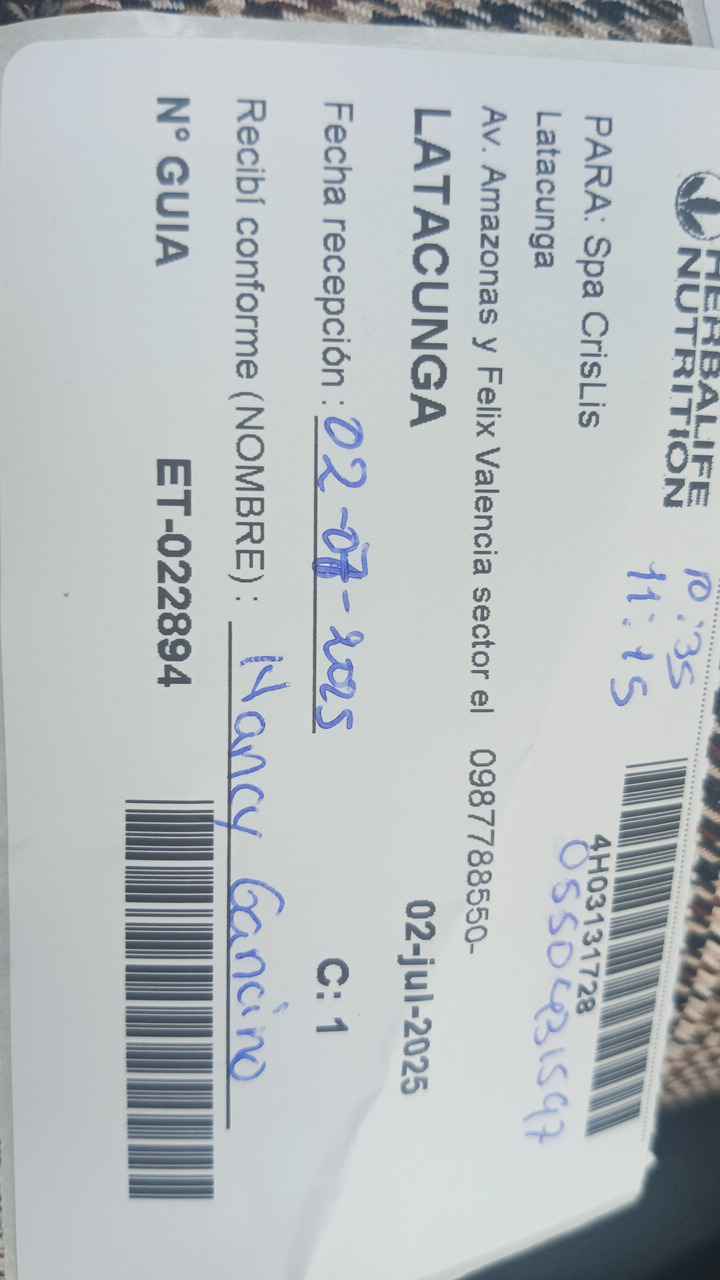 HERBALIFE
NUTRITION
10:35
11:15
4H03131728
0550431597
PARA: Spa CrisLis
Latacunga
Av. Amazonas y Felix Valencia sector el 0987788550-
LATACUNGA 02-jul-2025
Fecha recepción : 02-07-2025 C: 1
Recibí conforme (NOMBRE) : Nancy Gancino
N° GUIA ET-022894